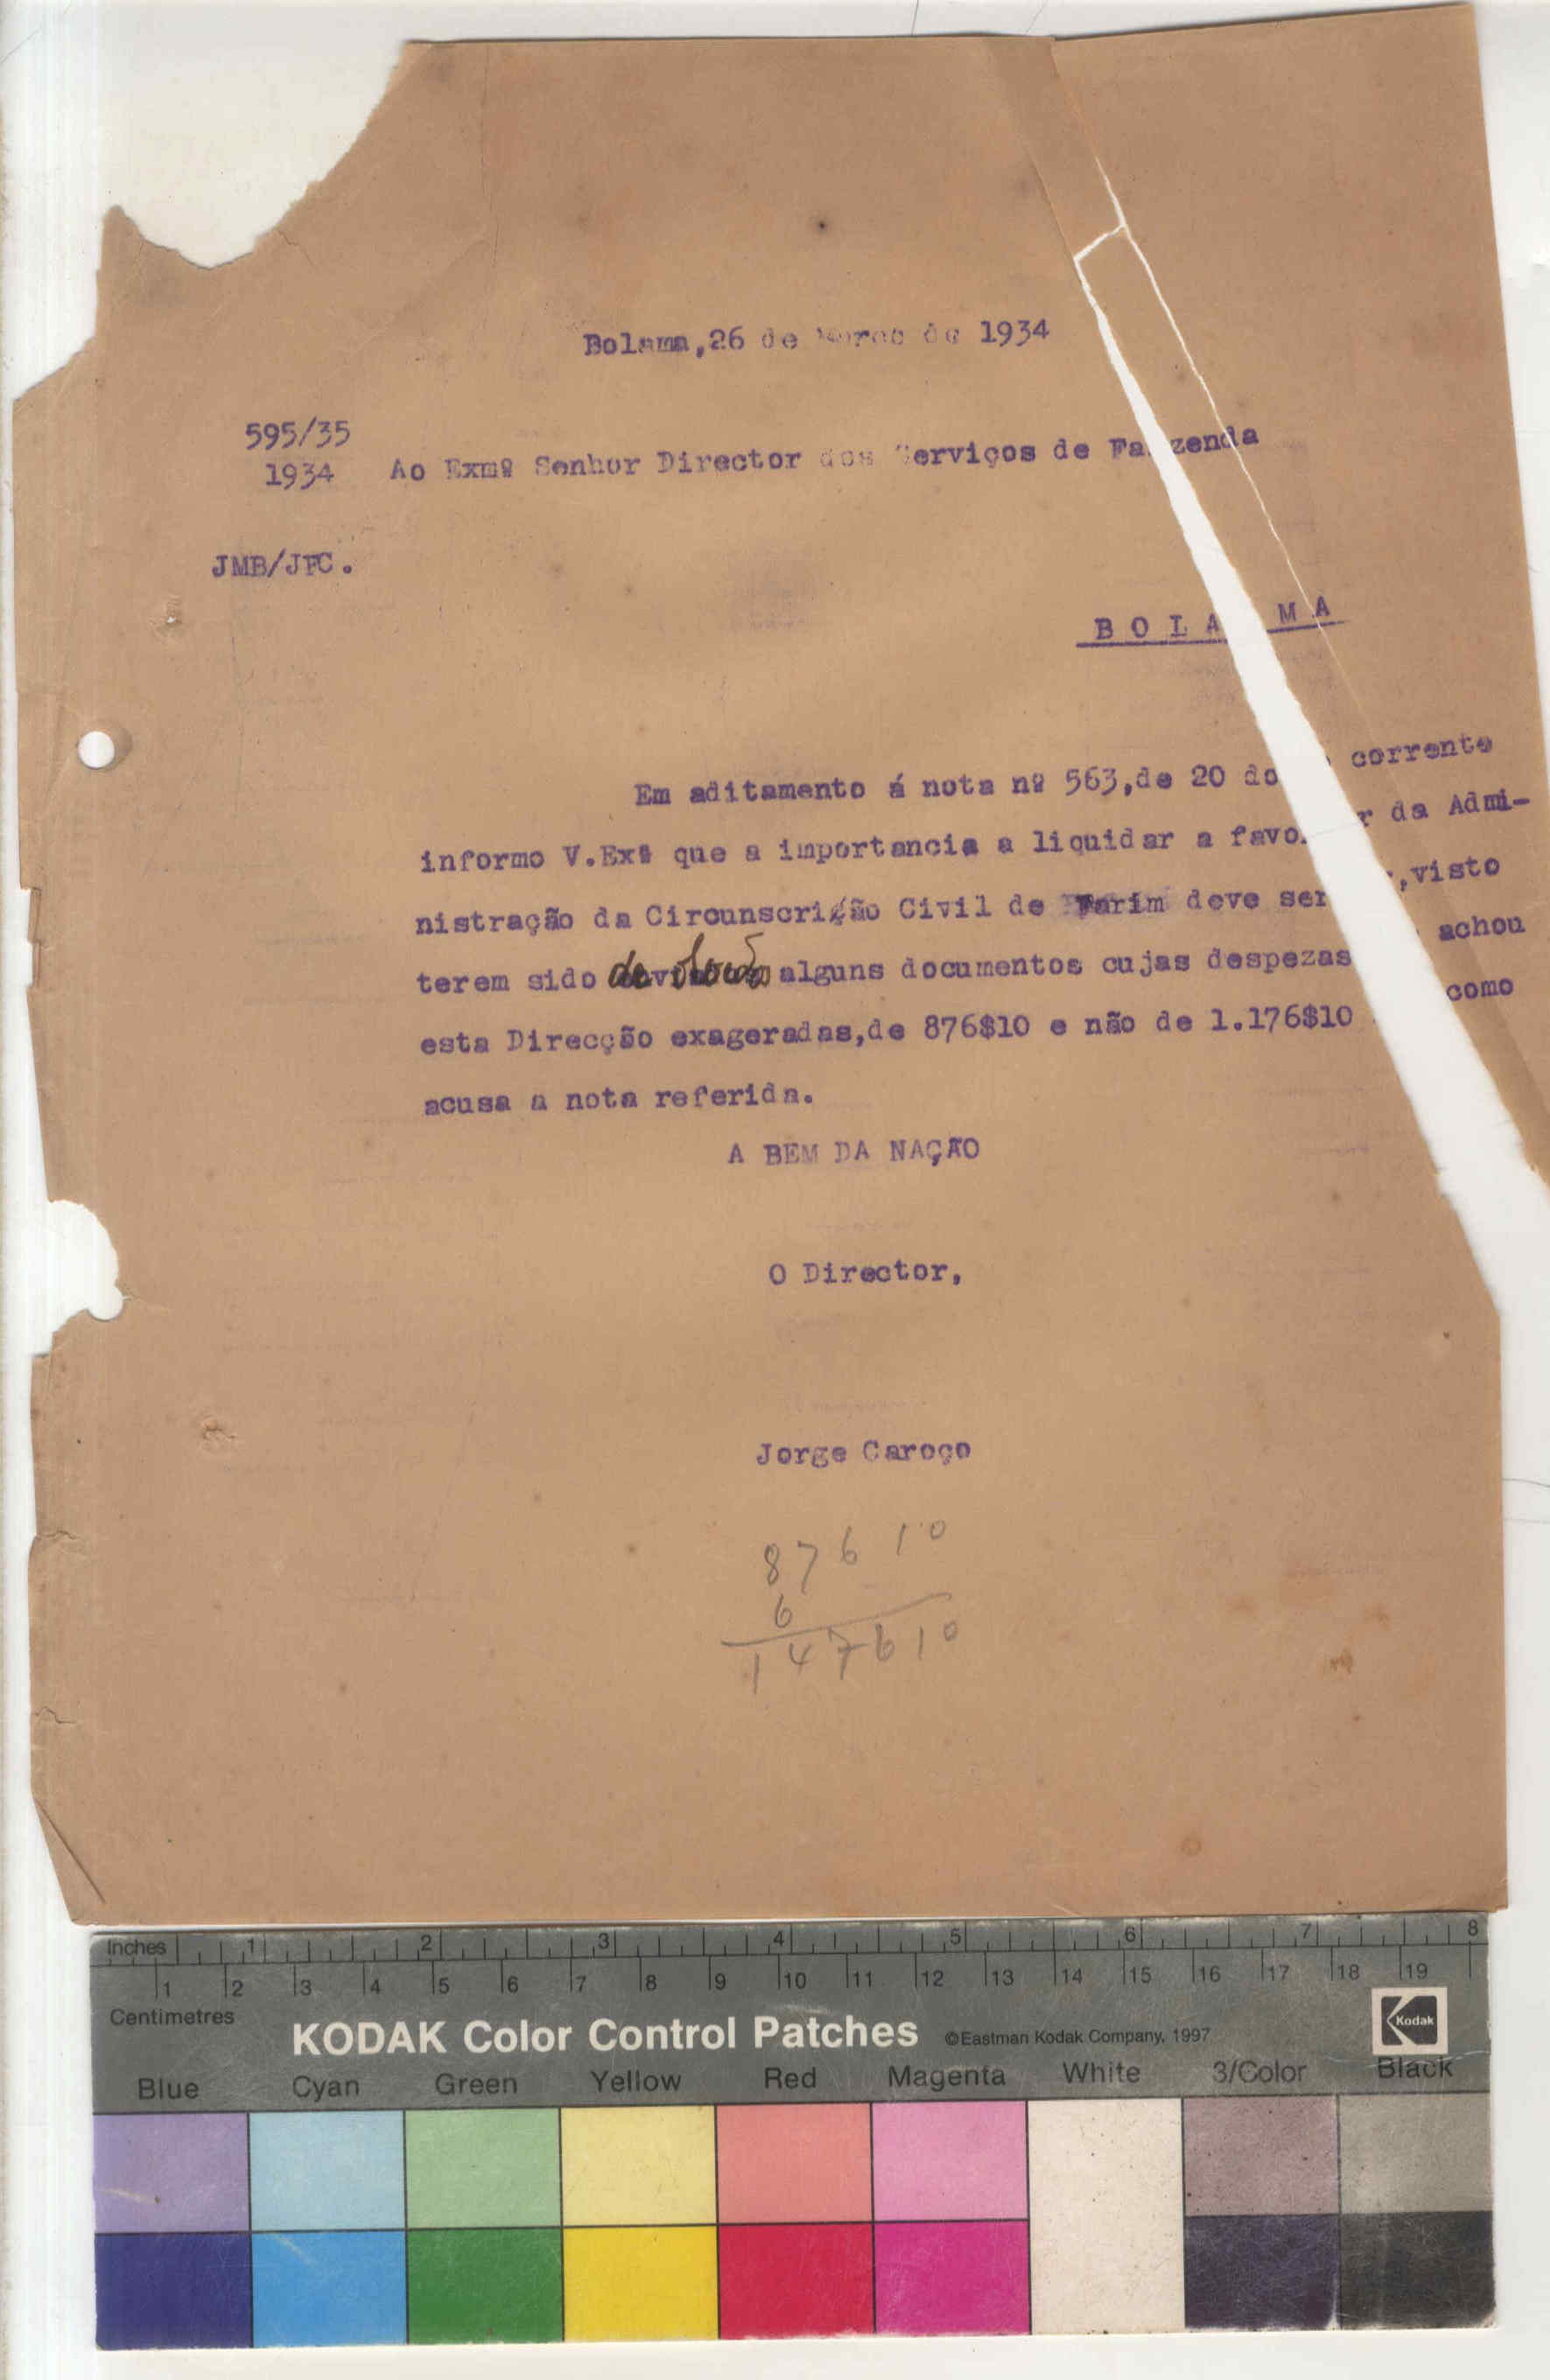 Bolama,26 de Março de 1934
595/35
1934 Ao Exmº Senhor Director dos Serviços de Fazenda
JMB/JFC.
B O L A M A
Em aditamento á nota nº 563,de 20 do corrente
informo V.Exª que a importancia a liquidar a favor da Admi-
nistração da Circunscrição Civil de Farim deve ser,visto
terem sido devolvidos alguns documentos cujas despezas achou
esta Direcção exageradas,de 876$10 e não de 1.176$10 como
acusa a nota referida.
A BEM DA NAÇÃO
O Director,
Jorge Caroço
876 10
6
1476 10
Inches 1 2 3 4 5 6 7 8
1 2 3 4 5 6 7 8 9 10 11 12 13 14 15 16 17 18 19
Centimetres
KODAK Color Control Patches ©Eastman Kodak Company, 1997 Kodak
Blue Cyan Green Yellow Red Magenta White 3/Color Black